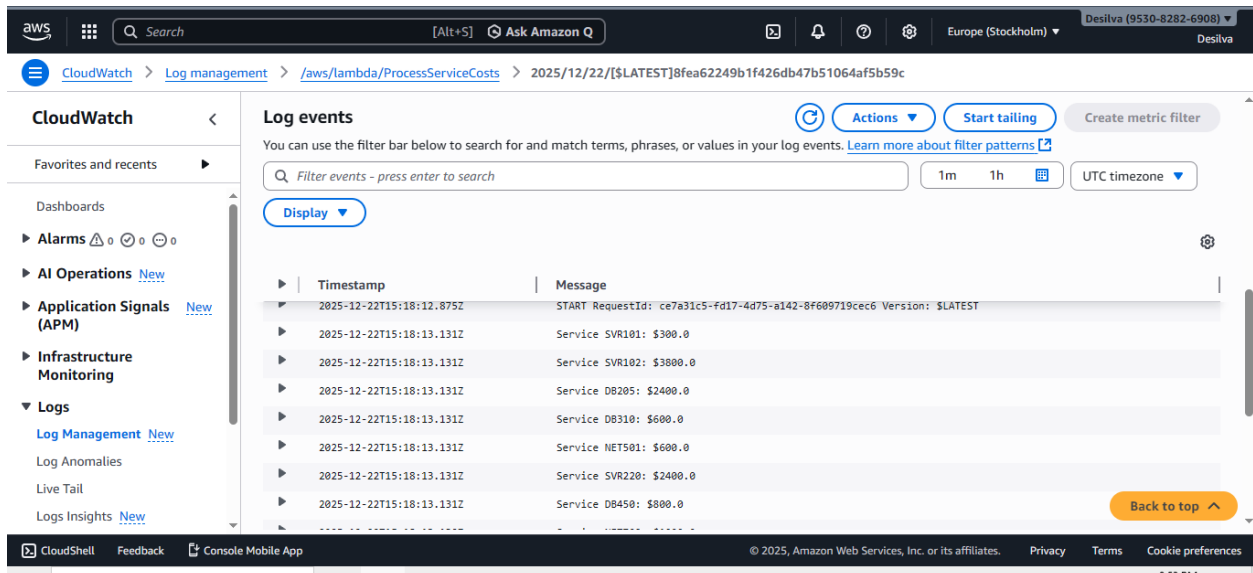 aws
Search [Alt+S] Ask Amazon Q
Europe (Stockholm) ▼
Desilva (9530-8282-6908) ▼
Desilva
CloudWatch > Log management > /aws/lambda/ProcessServiceCosts > 2025/12/22/[$LATEST]8fea62249b1f426db47b51064af5b59c
CloudWatch
Favorites and recents
Dashboards
Alarms 0 0 0
AI Operations New
Application Signals (APM) New
Infrastructure Monitoring
Logs
Log Management New
Log Anomalies
Live Tail
Logs Insights New
Log events
Actions ▼ Start tailing Create metric filter
You can use the filter bar below to search for and match terms, phrases, or values in your log events. Learn more about filter patterns
Filter events - press enter to search
1m 1h
UTC timezone ▼
Display ▼
Timestamp Message
2025-12-22T15:18:12.875Z START RequestId: ce7a31c5-fd17-4d75-a142-8f609719cec6 Version: $LATEST
2025-12-22T15:18:13.131Z Service SVR101: $300.0
2025-12-22T15:18:13.131Z Service SVR102: $3800.0
2025-12-22T15:18:13.131Z Service DB205: $2400.0
2025-12-22T15:18:13.131Z Service DB310: $600.0
2025-12-22T15:18:13.131Z Service NET501: $600.0
2025-12-22T15:18:13.131Z Service SVR220: $2400.0
2025-12-22T15:18:13.131Z Service DB450: $800.0
Back to top
CloudShell Feedback Console Mobile App © 2025, Amazon Web Services, Inc. or its affiliates. Privacy Terms Cookie preferences